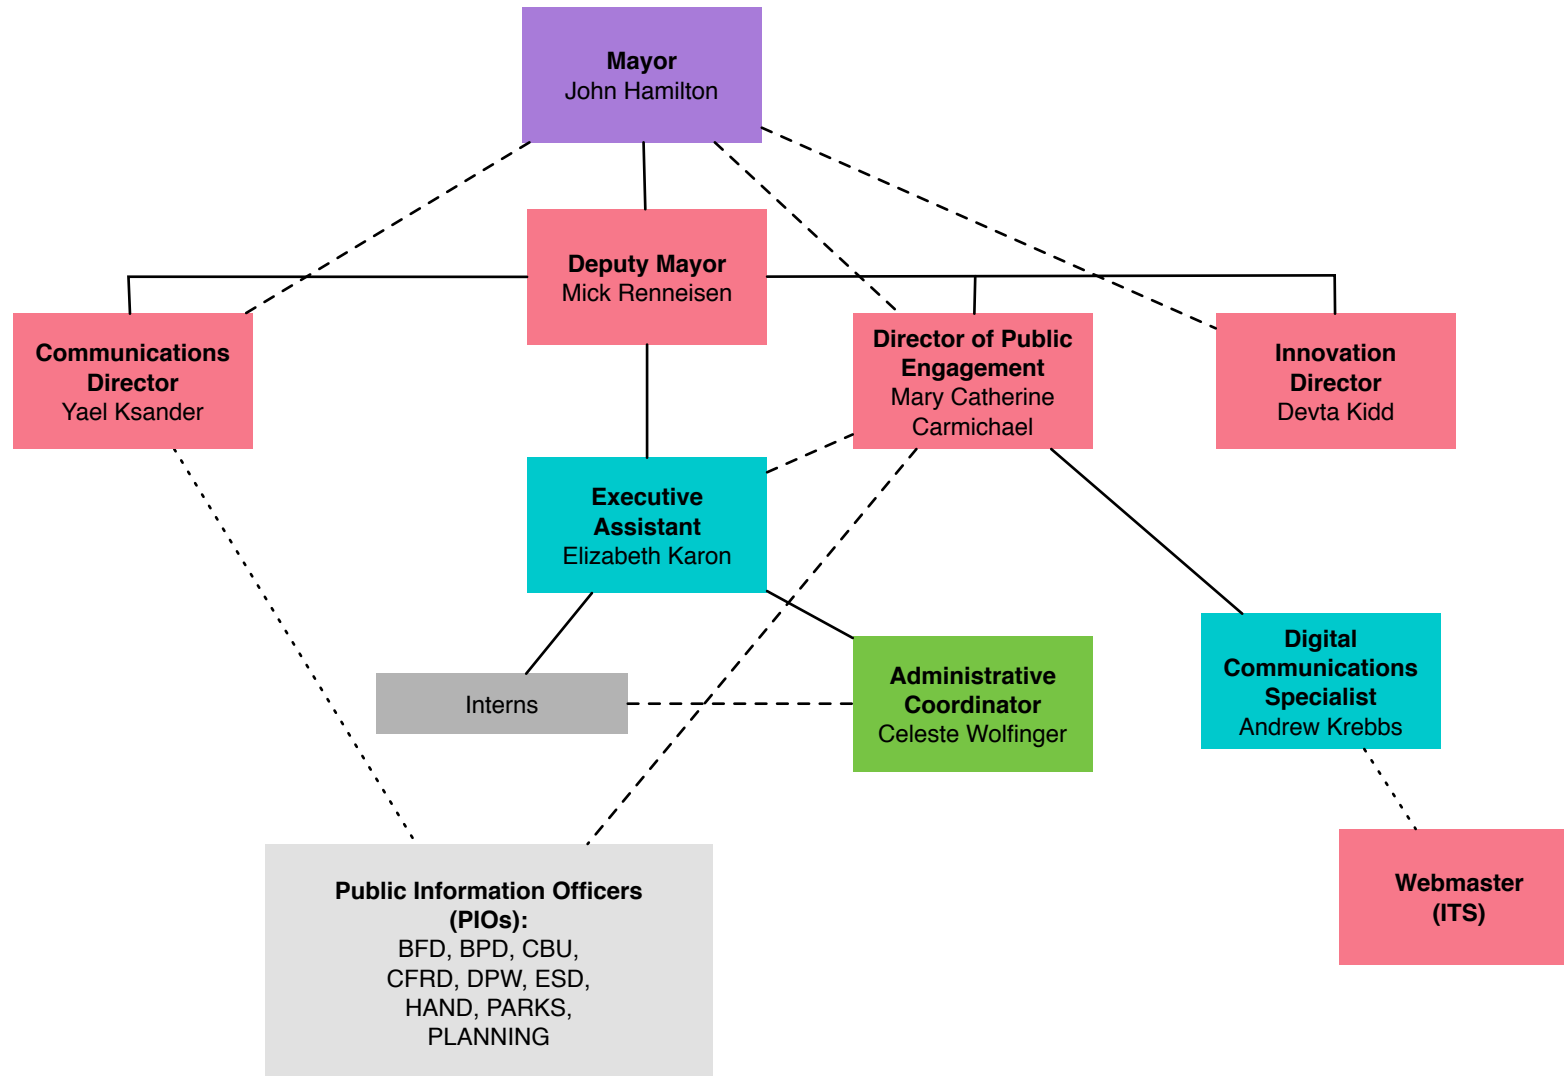 Mayor
John Hamilton
Deputy Mayor
Mick Renneisen
Communications
Director
Yael Ksander
Director of Public
Engagement
Mary Catherine
Carmichael
Innovation
Director
Devta Kidd
Executive
Assistant
Elizabeth Karon
Interns
Administrative
Coordinator
Celeste Wolfinger
Digital
Communications
Specialist
Andrew Krebbs
Public Information Officers
(PIOs):
BFD, BPD, CBU,
CFRD, DPW, ESD,
HAND, PARKS,
PLANNING
Webmaster
(ITS)